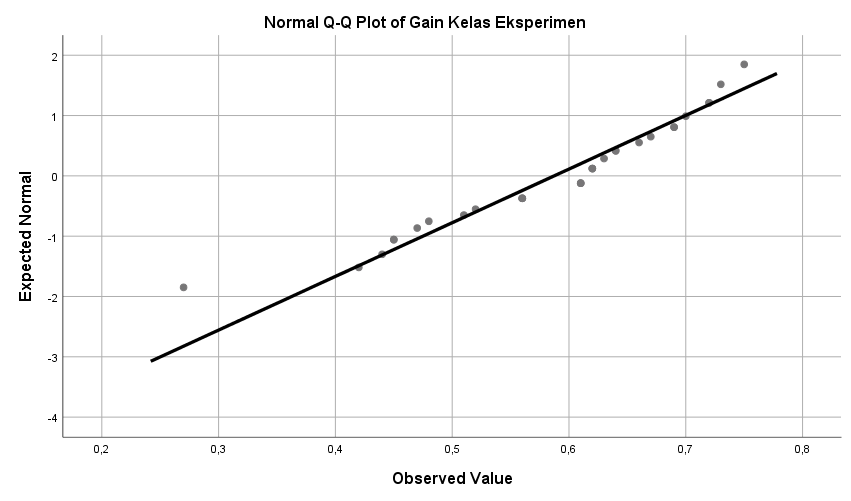 Normal Q-Q Plot of Gain Kelas Eksperimen
Expected Normal
2
1
0
-1
-2
-3
-4
0,2 0,3 0,4 0,5 0,6 0,7 0,8
Observed Value